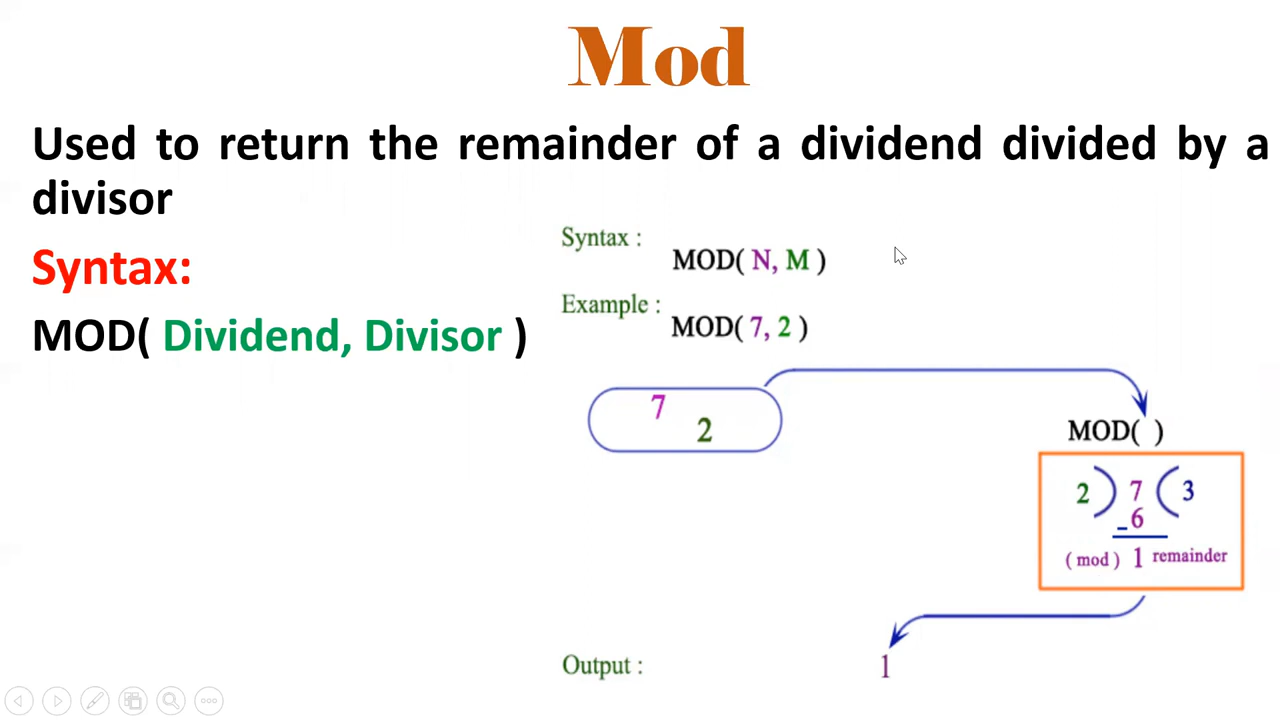 Mod
Used to return the remainder of a dividend divided by a
divisor
Syntax:
MOD( Dividend, Divisor )
Syntax :
MOD( N, M )
Example :
MOD( 7, 2 )
7
2
MOD( )
2 ) 7 ( 3
- 6
( mod ) 1 remainder
Output :
1